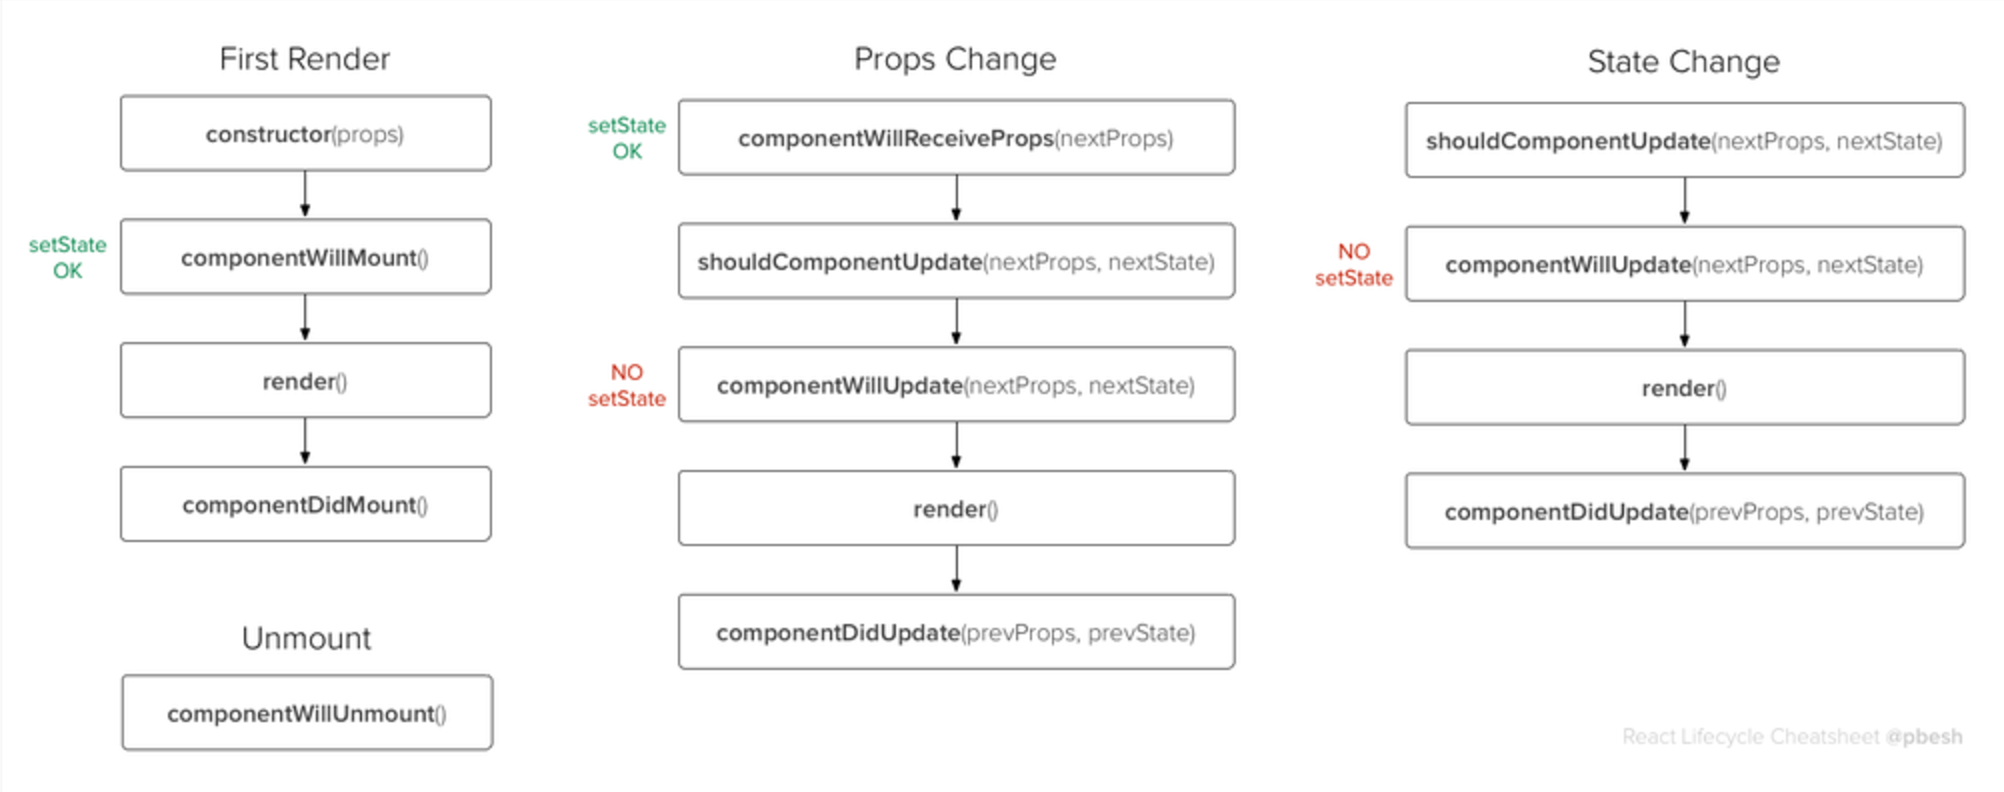 First Render
constructor(props)
setState
OK
componentWillMount()
render()
componentDidMount()
Unmount
componentWillUnmount()
Props Change
setState
OK
componentWillReceiveProps(nextProps)
shouldComponentUpdate(nextProps, nextState)
NO
setState
componentWillUpdate(nextProps, nextState)
render()
componentDidUpdate(prevProps, prevState)
State Change
shouldComponentUpdate(nextProps, nextState)
NO
setState
componentWillUpdate(nextProps, nextState)
render()
componentDidUpdate(prevProps, prevState)
React Lifecycle Cheatsheet @pbesh